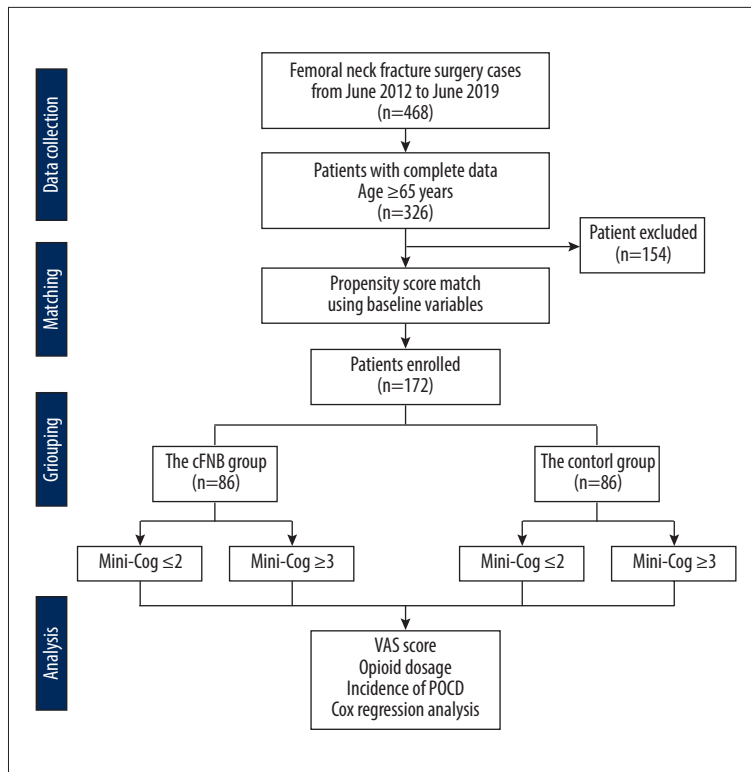 Data collection
Femoral neck fracture surgery cases
from June 2012 to June 2019
(n=468)
Patients with complete data
Age ≥65 years
(n=326)
Patient excluded
(n=154)
Matching
Propensity score match
using baseline variables
Patients enrolled
(n=172)
Griouping
The cFNB group
(n=86)
The contorl group
(n=86)
Mini-Cog ≤2
Mini-Cog ≥3
Mini-Cog ≤2
Mini-Cog ≥3
Analysis
VAS score
Opioid dosage
Incidence of POCD
Cox regression analysis